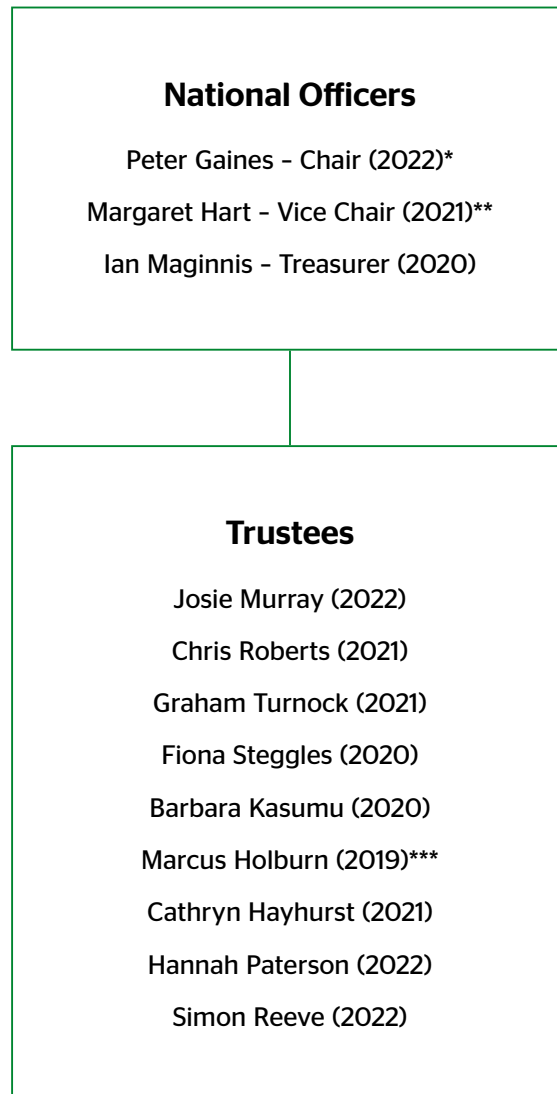 National Officers
Peter Gaines – Chair (2022)*
Margaret Hart – Vice Chair (2021)**
Ian Maginnis – Treasurer (2020)
Trustees
Josie Murray (2022)
Chris Roberts (2021)
Graham Turnock (2021)
Fiona Steggles (2020)
Barbara Kasumu (2020)
Marcus Holburn (2019)***
Cathryn Hayhurst (2021)
Hannah Paterson (2022)
Simon Reeve (2022)